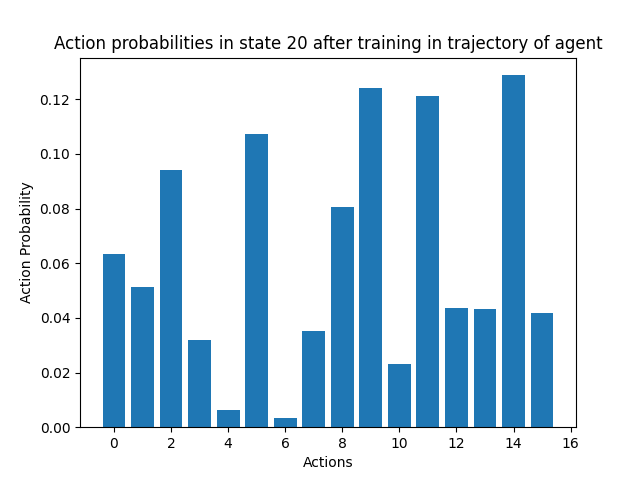 Action probabilities in state 20 after training in trajectory of agent
0.12
0.10
0.08
0.06
0.04
0.02
0.00
Action Probability
0 2 4 6 8 10 12 14 16
Actions